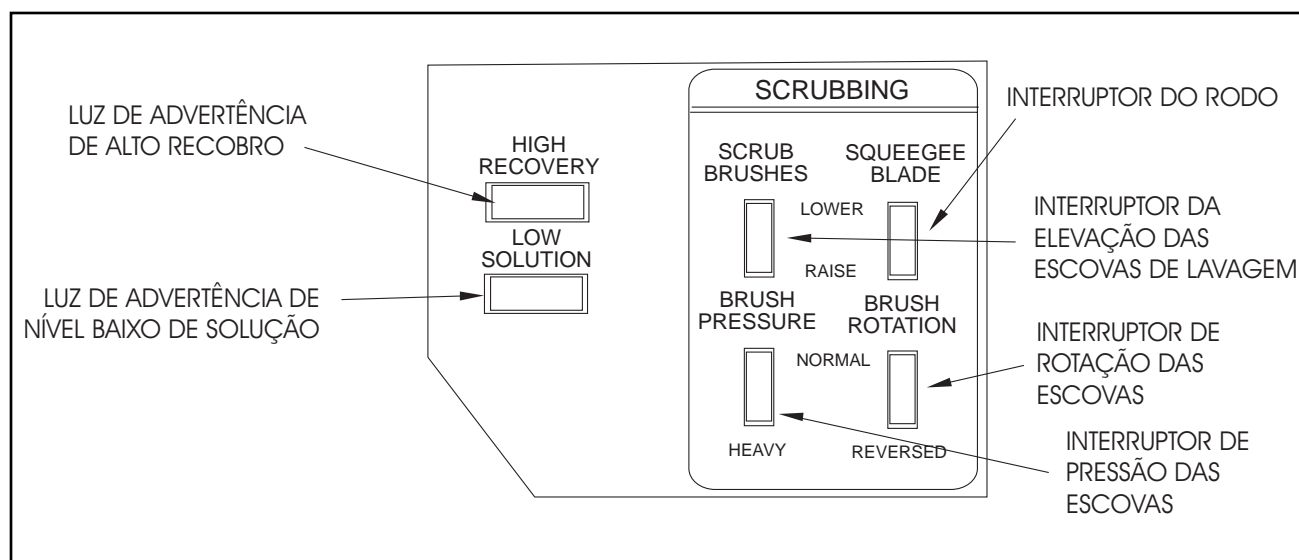 LUZ DE ADVERTÊNCIA
DE ALTO RECOBRO
LUZ DE ADVERTÊNCIA DE
NÍVEL BAIXO DE SOLUÇÃO
HIGH
RECOVERY
LOW
SOLUTION
SCRUBBING
SCRUB
BRUSHES
SQUEEGEE
BLADE
LOWER
RAISE
BRUSH
PRESSURE
BRUSH
ROTATION
NORMAL
HEAVY
REVERSED
INTERRUPTOR DO RODO
INTERRUPTOR DA
ELEVAÇÃO DAS
ESCOVAS DE LAVAGEM
INTERRUPTOR DE
ROTAÇÃO DAS
ESCOVAS
INTERRUPTOR DE
PRESSÃO DAS
ESCOVAS